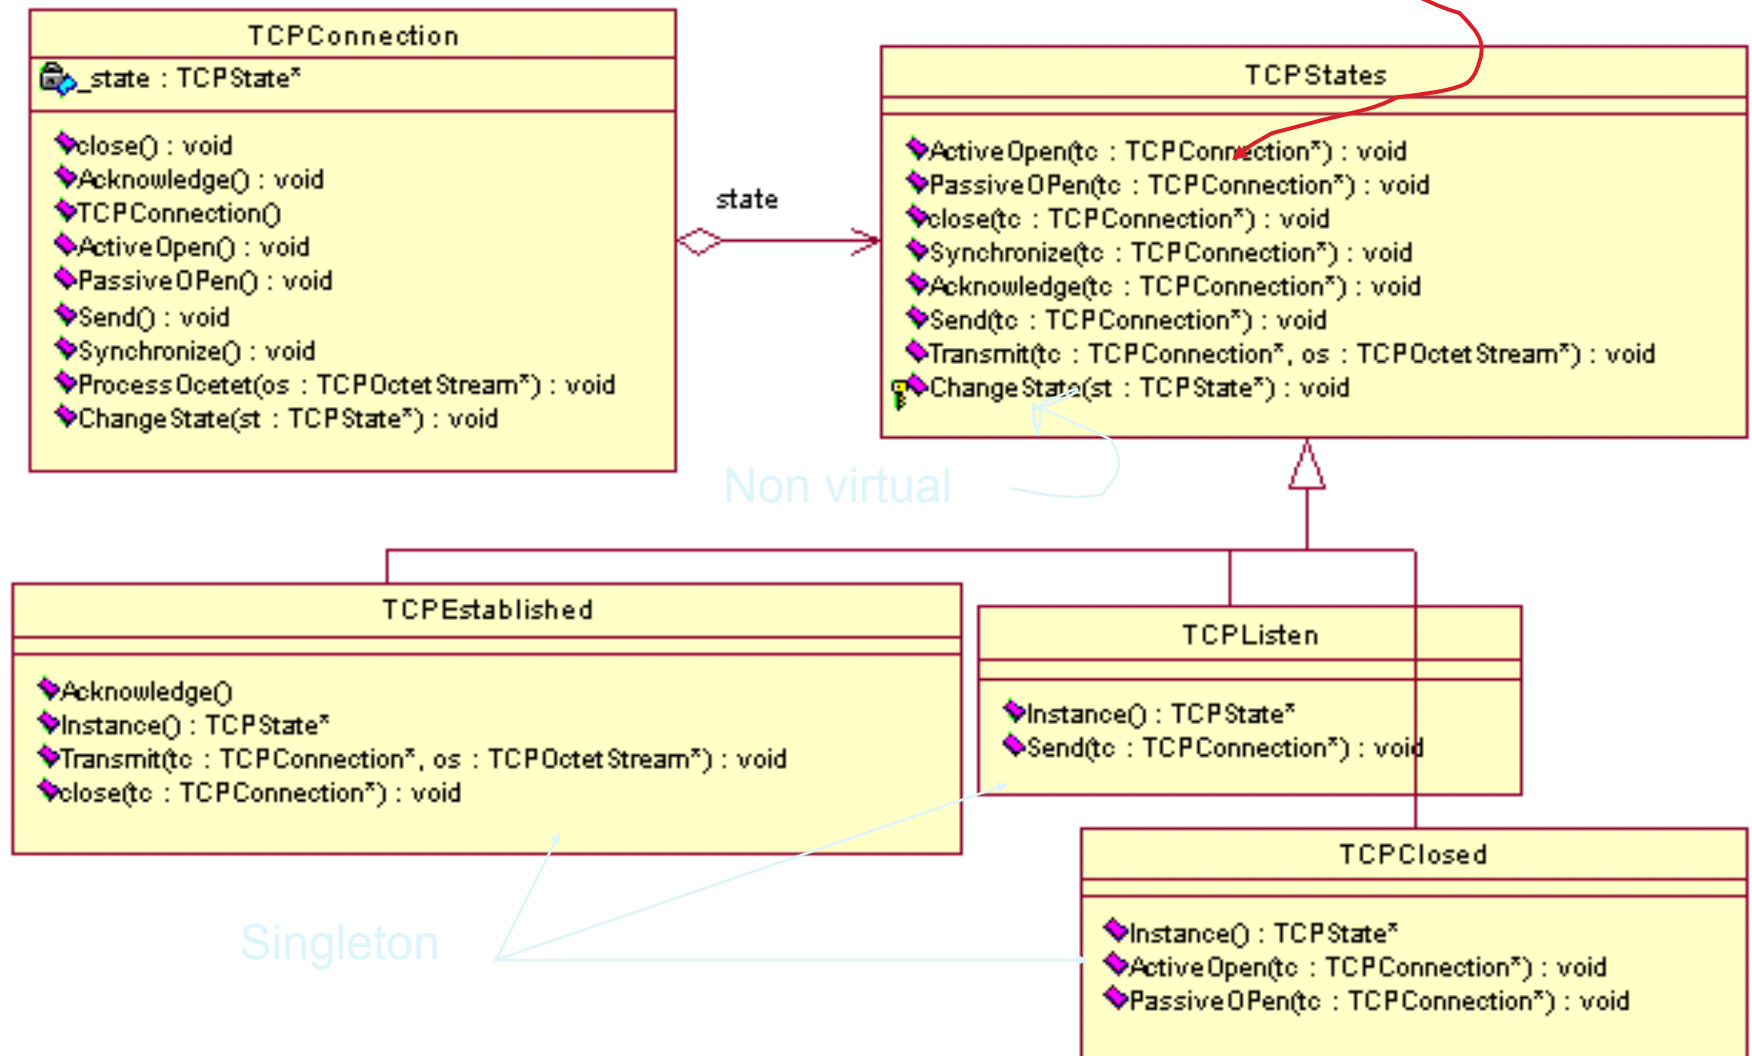 TCPConnection
_state : TCPState*
close() : void
Acknowledge() : void
TCPConnection()
ActiveOpen() : void
PassiveOPen() : void
Send() : void
Synchronize() : void
ProcessOcetet(os : TCPOctetStream*) : void
ChangeState(st : TCPState*) : void
state
TCPStates
ActiveOpen(tc : TCPConnection*) : void
PassiveOPen(tc : TCPConnection*) : void
close(tc : TCPConnection*) : void
Synchronize(tc : TCPConnection*) : void
Acknowledge(tc : TCPConnection*) : void
Send(tc : TCPConnection*) : void
Transmit(tc : TCPConnection*, os : TCPOctetStream*) : void
ChangeState(st : TCPState*) : void
Non virtual
TCPEstablished
Acknowledge()
Instance() : TCPState*
Transmit(tc : TCPConnection*, os : TCPOctetStream*) : void
close(tc : TCPConnection*) : void
TCPListen
Instance() : TCPState*
Send(tc : TCPConnection*) : void
Singleton
TCPClosed
Instance() : TCPState*
ActiveOpen(tc : TCPConnection*) : void
PassiveOPen(tc : TCPConnection*) : void